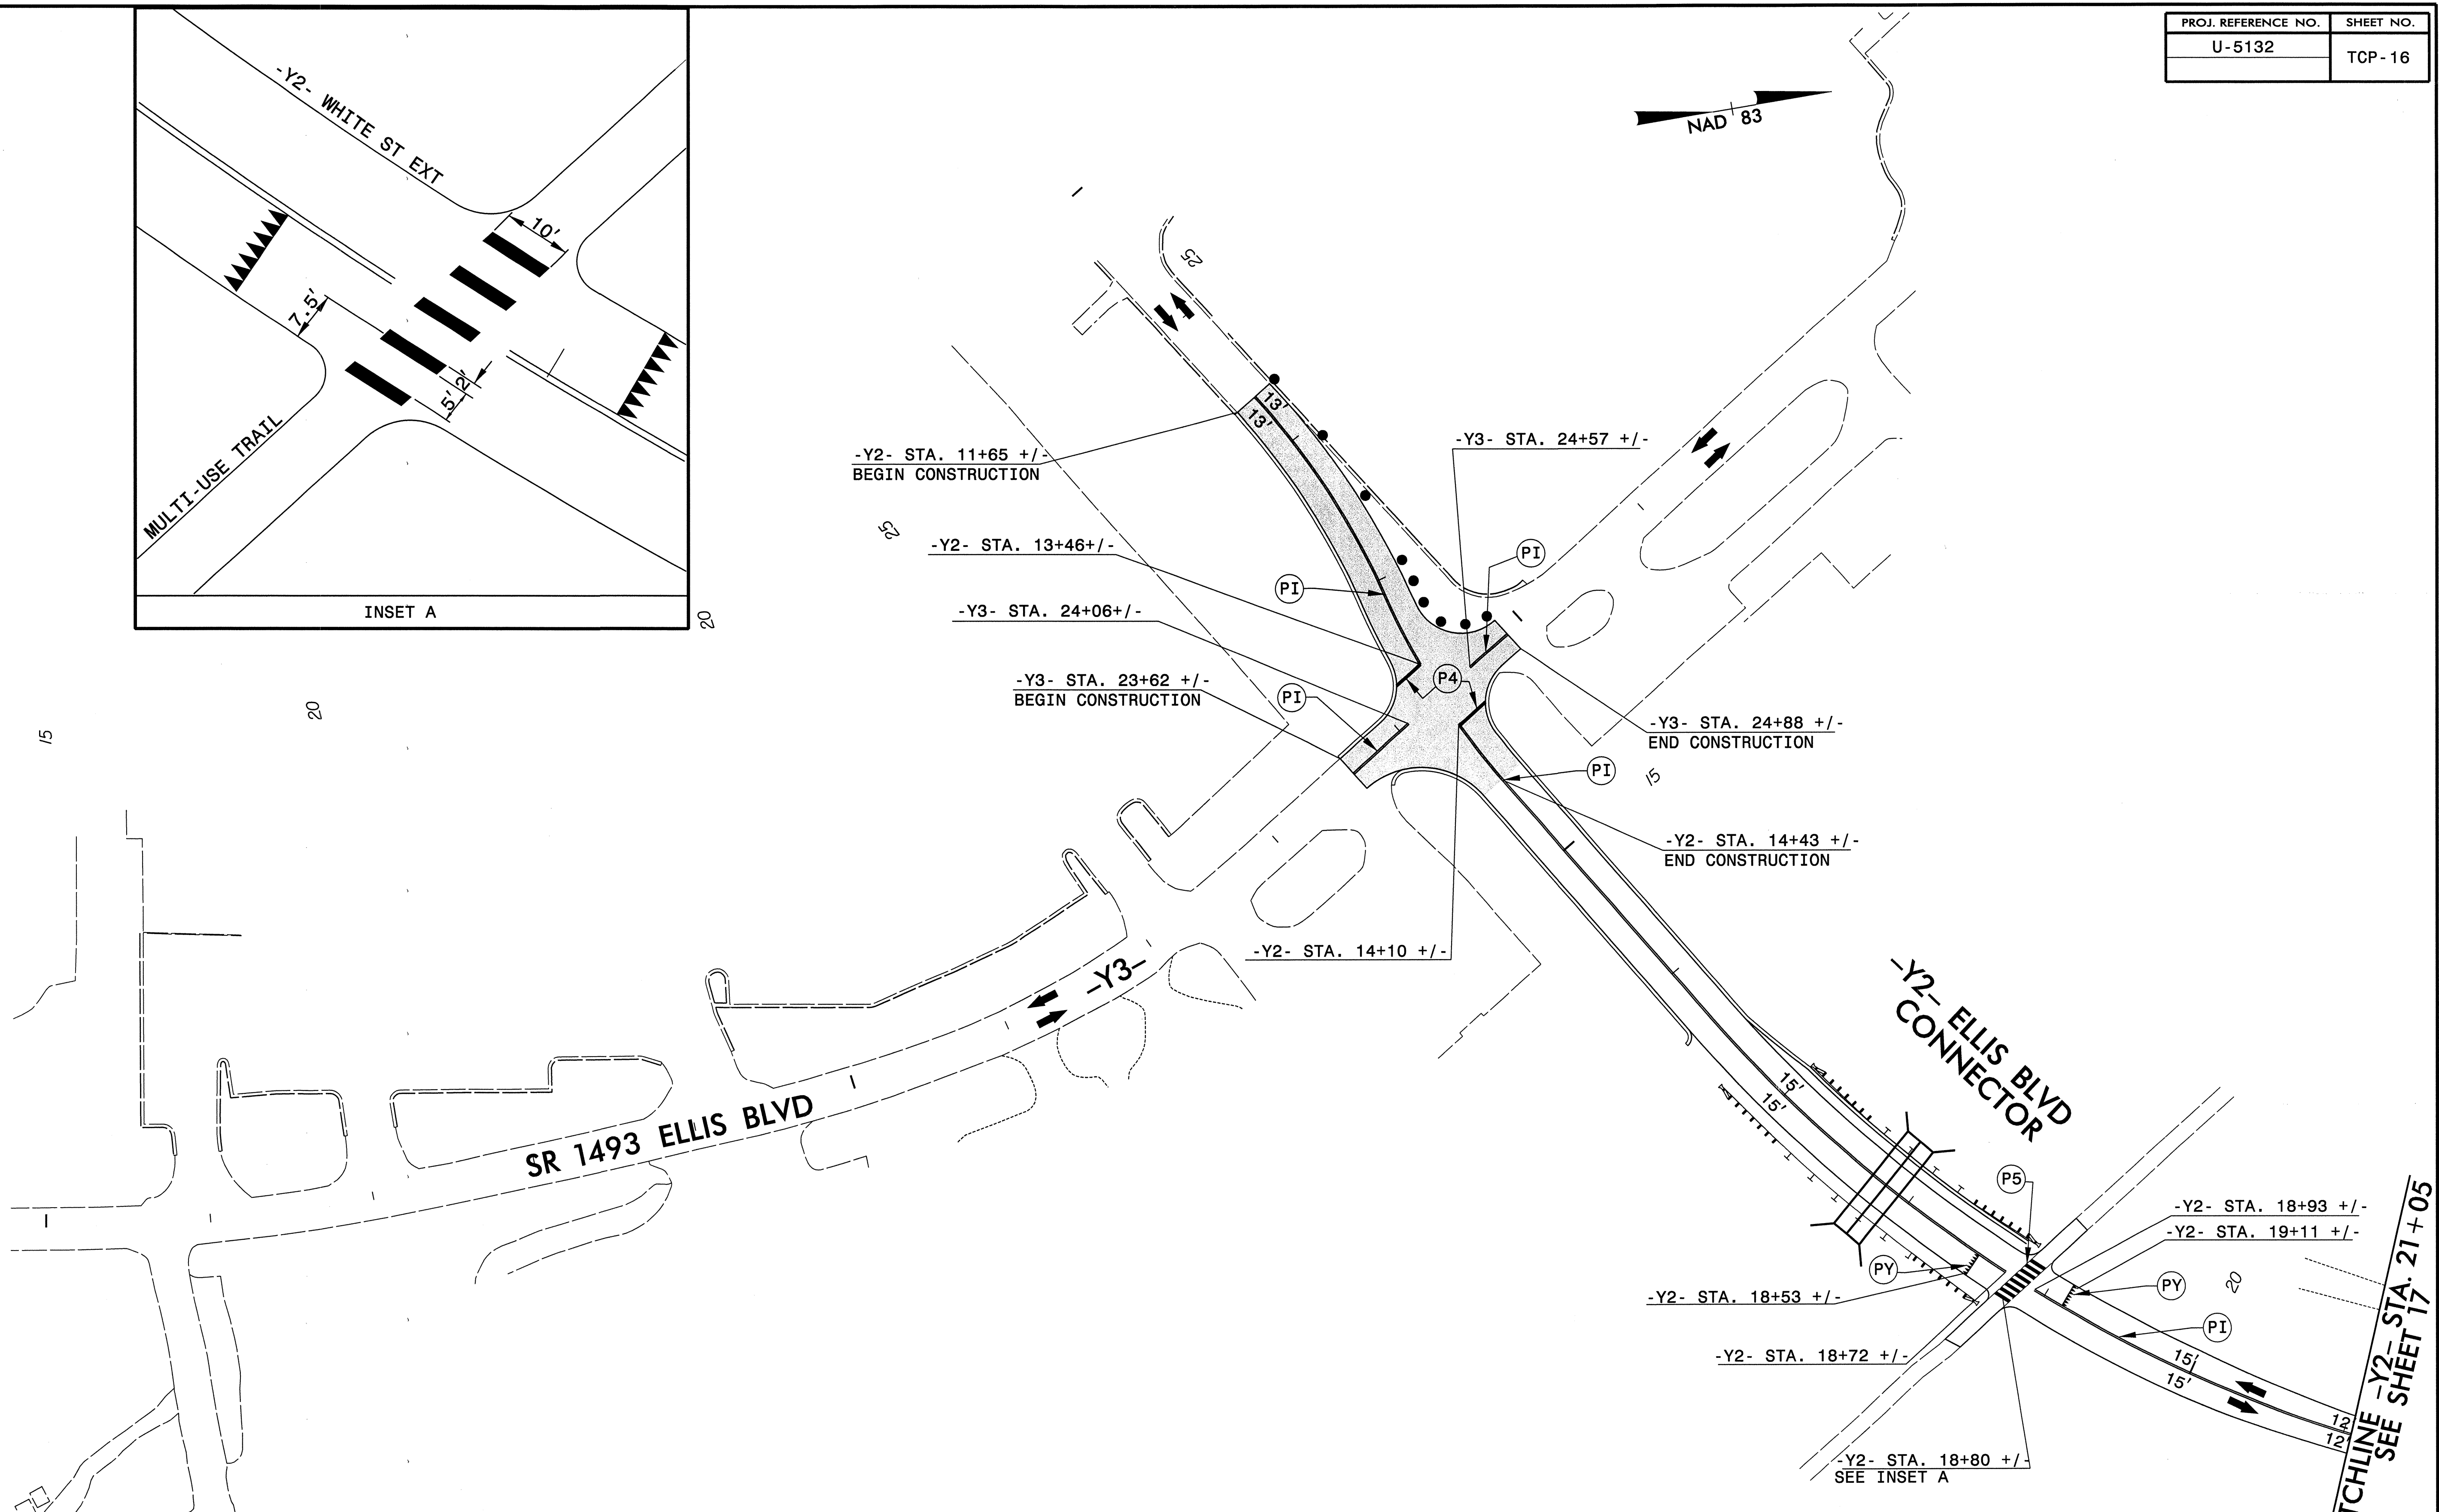 PROJ. REFERENCE NO.
SHEET NO.
U-5132
TCP-16
-Y2- WHITE ST EXT
10'
7.5'
2'
5'
MULTI-USE TRAIL
INSET A
NAD 83
25
13'
13'
-Y2- STA. 11+65 +/-
BEGIN CONSTRUCTION
-Y3- STA. 24+57 +/-
25
-Y2- STA. 13+46+/-
PI
PI
-Y3- STA. 24+06+/-
20
-Y3- STA. 23+62 +/-
BEGIN CONSTRUCTION
PI
P4
20
15
-Y3- STA. 24+88 +/-
END CONSTRUCTION
PI
15
-Y2- STA. 14+43 +/-
END CONSTRUCTION
-Y2- STA. 14+10 +/-
-Y3-
SR 1493 ELLIS BLVD
-Y2- ELLIS BLVD
CONNECTOR
15'
15'
P5
-Y2- STA. 18+93 +/-
-Y2- STA. 19+11 +/-
PY
PY
20
-Y2- STA. 18+53 +/-
PI
-Y2- STA. 18+72 +/-
15'
15'
12'
12'
-Y2- STA. 18+80 +/-
SEE INSET A
TCHLINE -Y2- STA. 21+05
SEE SHEET 17